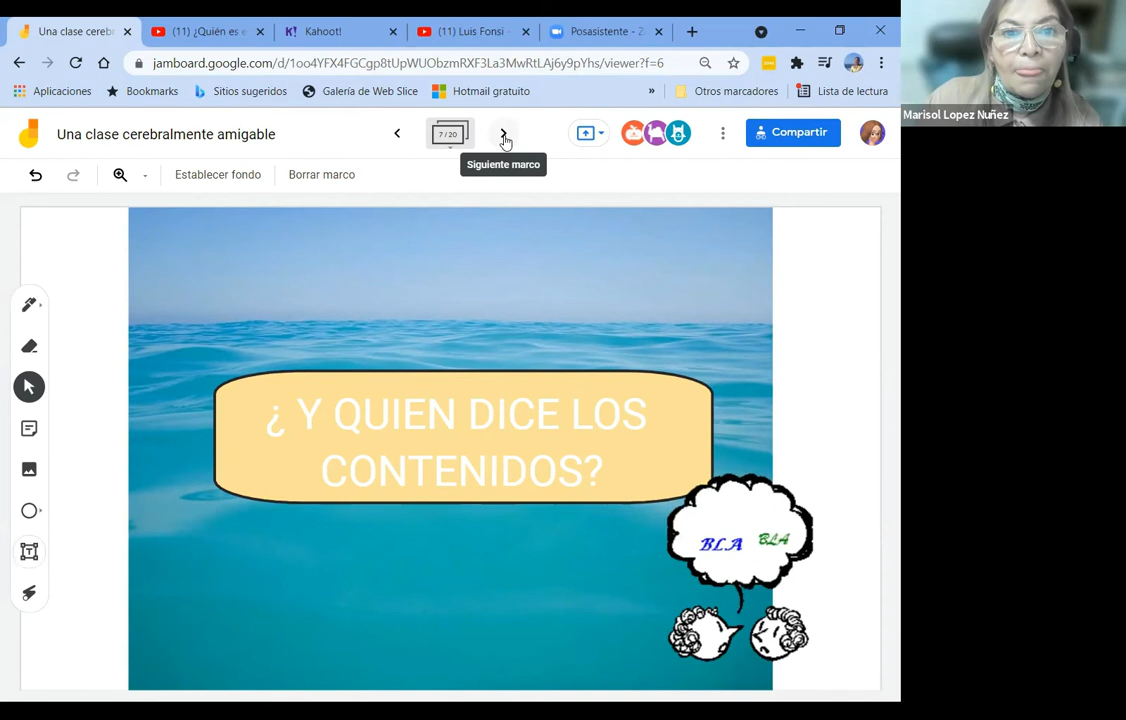 Una clase cereb
(11) ¿Quién es e
Kahoot!
(11) Luis Fonsi -
Posasistente - Z
jamboard.google.com/d/1oo4YFX4FGCgp8tUpWUObzmRXF3La3MwRtLAj6y9pYhs/viewer?f=6
Aplicaciones
Bookmarks
Sitios sugeridos
Galería de Web Slice
Hotmail gratuito
»
Otros marcadores
Lista de lectura
Marisol Lopez Nuñez
Una clase cerebralmente amigable
7 / 20
Compartir
Siguiente marco
Establecer fondo
Borrar marco
¿ Y QUIEN DICE LOS
CONTENIDOS?
BLA BLA